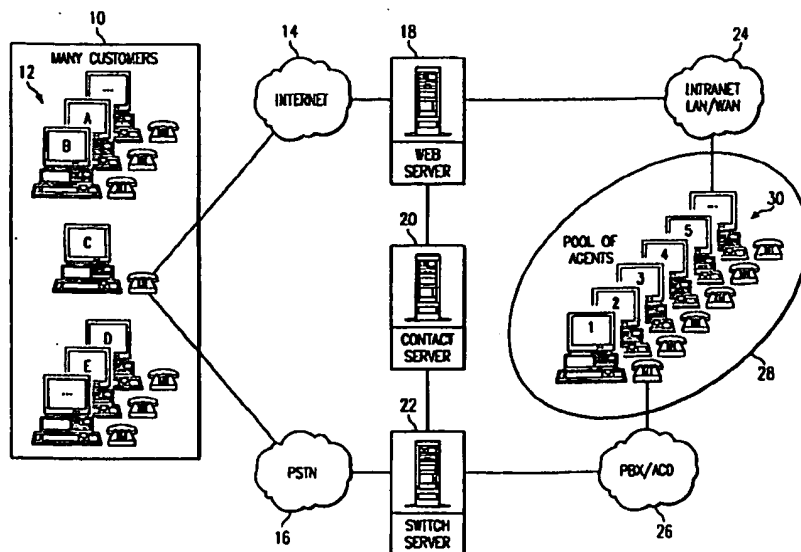 10
MANY CUSTOMERS
12
...
A
B
C
D
E
...
14
INTERNET
PSTN
16
18
WEB SERVER
20
CONTACT SERVER
22
SWITCH SERVER
24
INTRANET
LAN/WAN
POOL OF
AGENTS
...
30
5
4
3
2
1
28
PBX/ACD
26